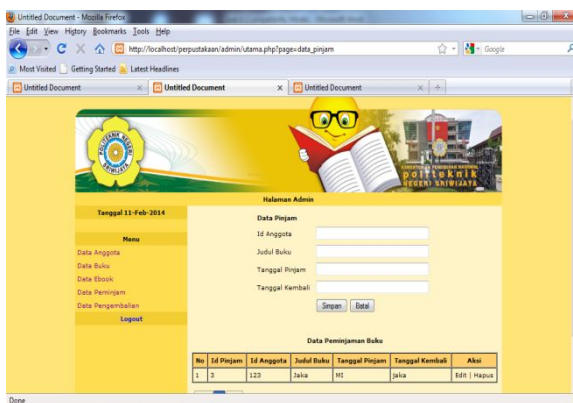 Untitled Document - Mozilla Firefox
File Edit View History Bookmarks Tools Help
http://localhost/perpustakaan/admin/utama.php?page=data_pinjam
Google
Most Visited Getting Started Latest Headlines
Untitled Document Untitled Document Untitled Document
POLITEKNIK NEGERI SRIWIJAYA
politeknik
NEGERI SRIWIJAYA
Halaman Admin
Tanggal 11-Feb-2014
Menu
Data Anggota
Data Buku
Data Ebook
Data Peminjam
Data Pengembalian
Logout
Data Pinjam
Id Anggota
Judul Buku
Tanggal Pinjam
Tanggal Kembali
Simpan Batal
Data Peminjaman Buku
No Id Pinjam Id Anggota Judul Buku Tanggal Pinjam Tanggal Kembali Aksi
1 3 123 Jaka MI jaka Edit | Hapus
Done